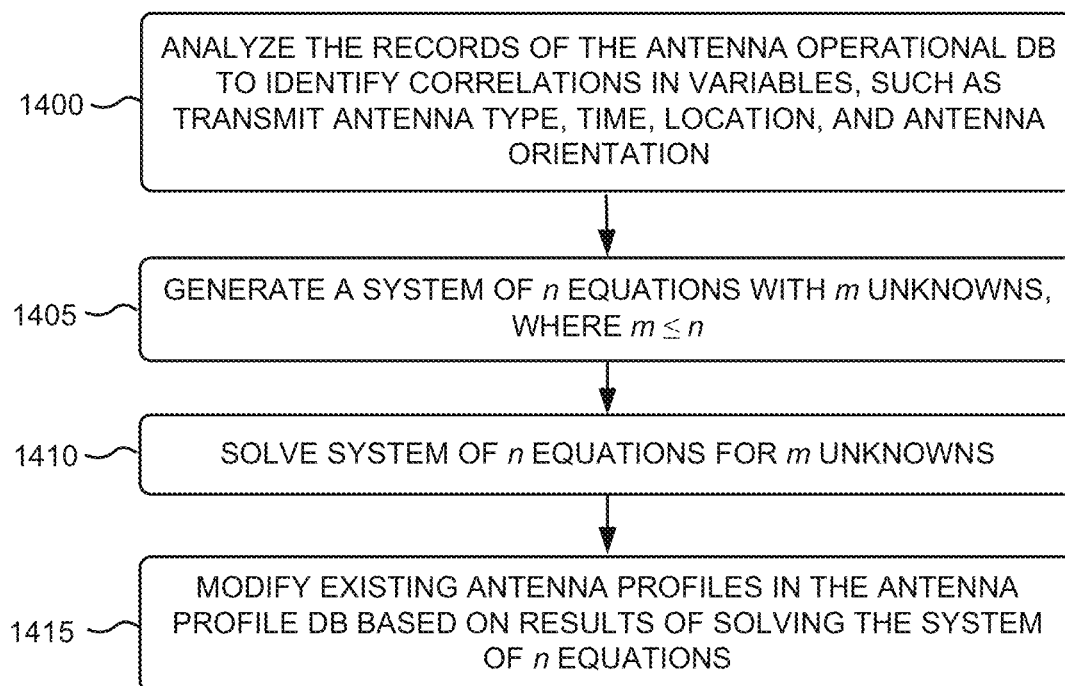 1400
ANALYZE THE RECORDS OF THE ANTENNA OPERATIONAL DB
TO IDENTIFY CORRELATIONS IN VARIABLES, SUCH AS
TRANSMIT ANTENNA TYPE, TIME, LOCATION, AND ANTENNA
ORIENTATION
1405
GENERATE A SYSTEM OF n EQUATIONS WITH m UNKNOWNS,
WHERE m ≤ n
1410
SOLVE SYSTEM OF n EQUATIONS FOR m UNKNOWNS
1415
MODIFY EXISTING ANTENNA PROFILES IN THE ANTENNA
PROFILE DB BASED ON RESULTS OF SOLVING THE SYSTEM
OF n EQUATIONS